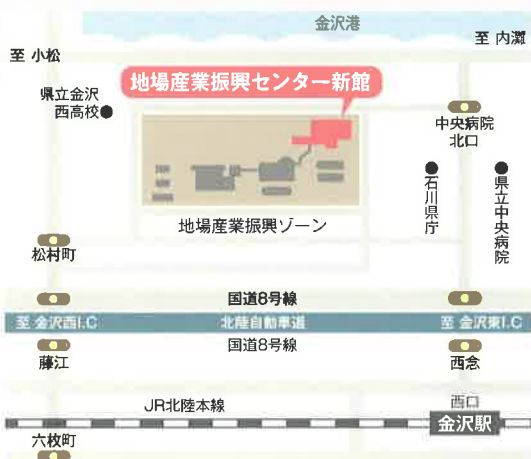 金沢港
至 内灘
至 小松
地場産業振興センター新館
県立金沢
西高校
中央病院
北口
石川県庁
県立中央病院
地場産業振興ゾーン
松村町
国道8号線
至 金沢西I.C
北陸自動車道
至 金沢東I.C
国道8号線
藤江
西念
JR北陸本線
西口
金沢駅
六枚町